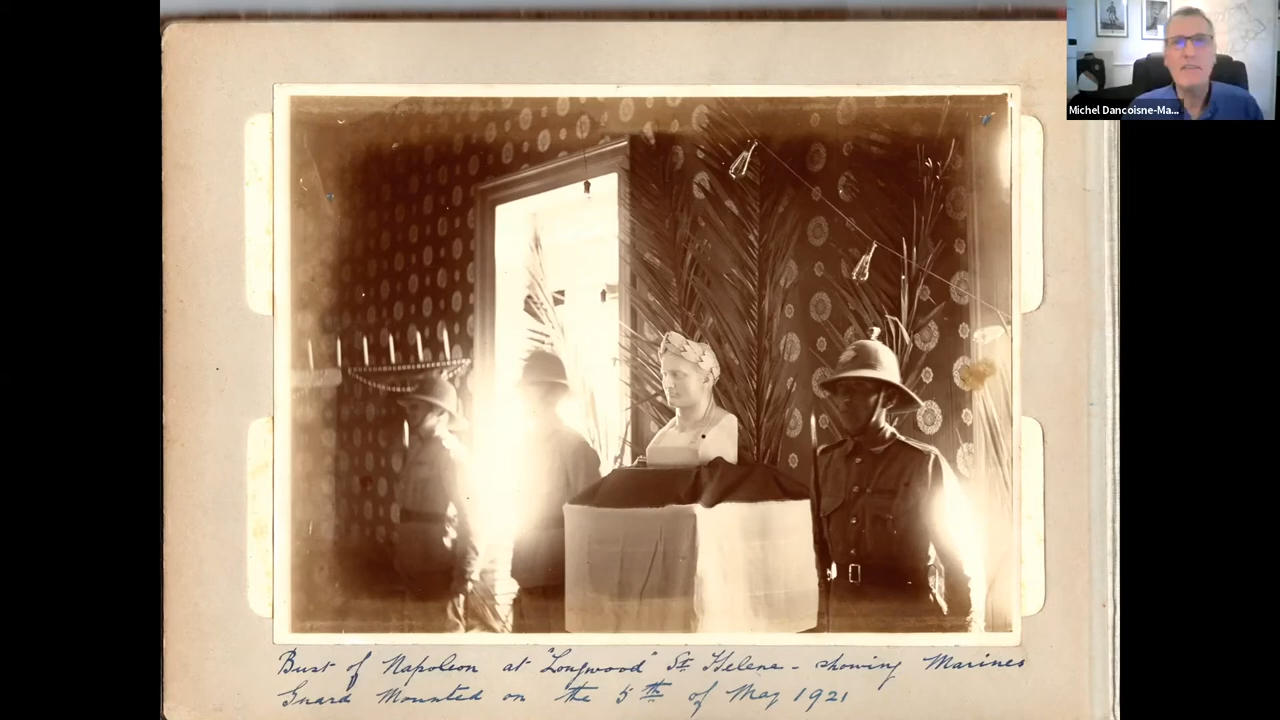 Michel Dancoisne-Ma...
Bust of Napoleon at "Longwood" St Helena - showing Marines
Guard Mounted on the 5th of May 1921